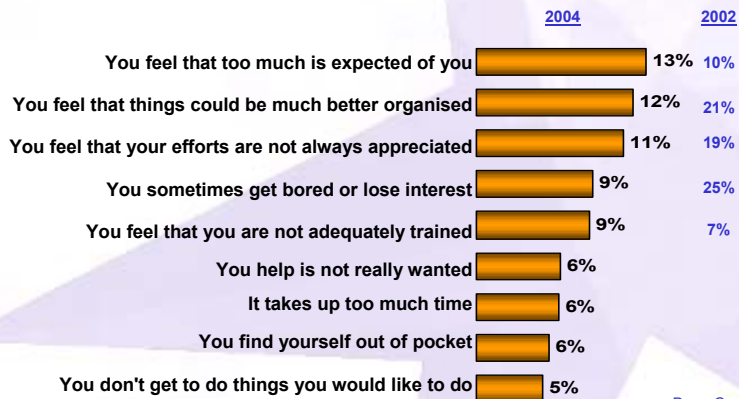 2004 2002
You feel that too much is expected of you 13% 10%
You feel that things could be much better organised 12% 21%
You feel that your efforts are not always appreciated 11% 19%
You sometimes get bored or lose interest 9% 25%
You feel that you are not adequately trained 9% 7%
You help is not really wanted 6%
It takes up too much time 6%
You find yourself out of pocket 6%
You don't get to do things you would like to do 5%